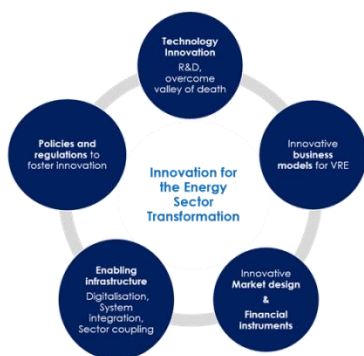 Technology
Innovation
R&D,
overcome
valley of death
Policies and
regulations to
foster innovation
Innovative
business
models for VRE
Innovation for
the Energy
Sector
Transformation
Enabling
infrastructure
Digitalisation,
System
integration,
Sector coupling
Innovative
Market design
&
Financial
instruments